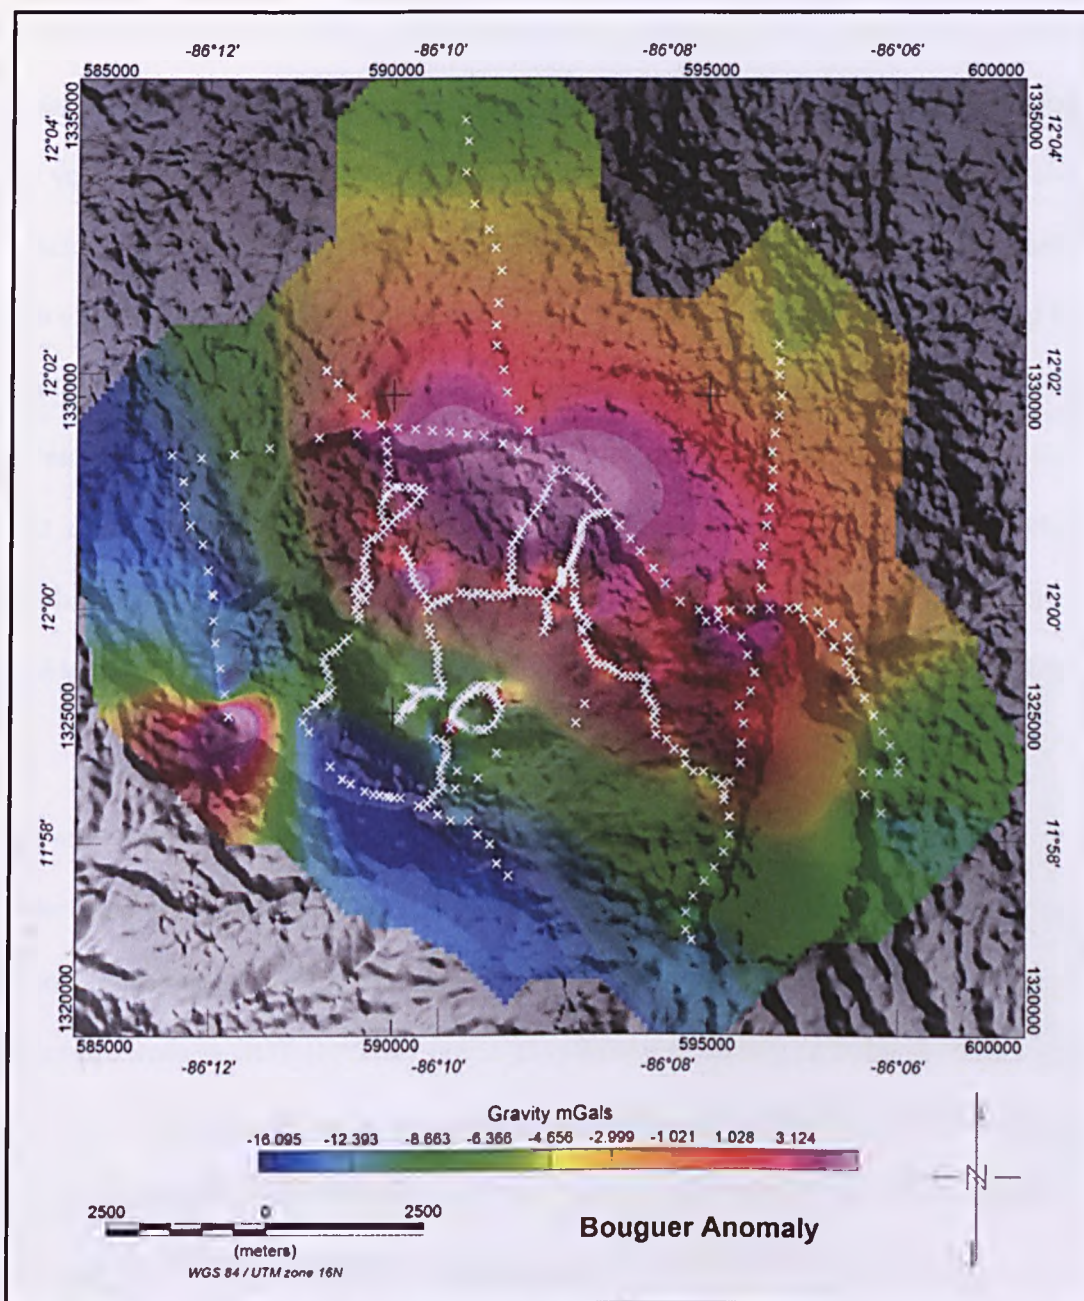 -86°12' -86°10' -86°08' -86°06'
585000 590000 595000 600000
1335000
12°04'
1335000
12°04'
12°02'
1330000
12°02'
1330000
12°00'
12°00'
1325000
1325000
11°58'
11°58'
1320000
1320000
585000 590000 595000 600000
-86°12' -86°10' -86°08' -86°06'
Gravity mGals
-16.095 -12.393 -8.663 -6.366 -4.656 -2.999 -1.021 1.028 3.124
N
2500 0 2500
(meters)
WGS 84 / UTM zone 16N
Bouguer Anomaly